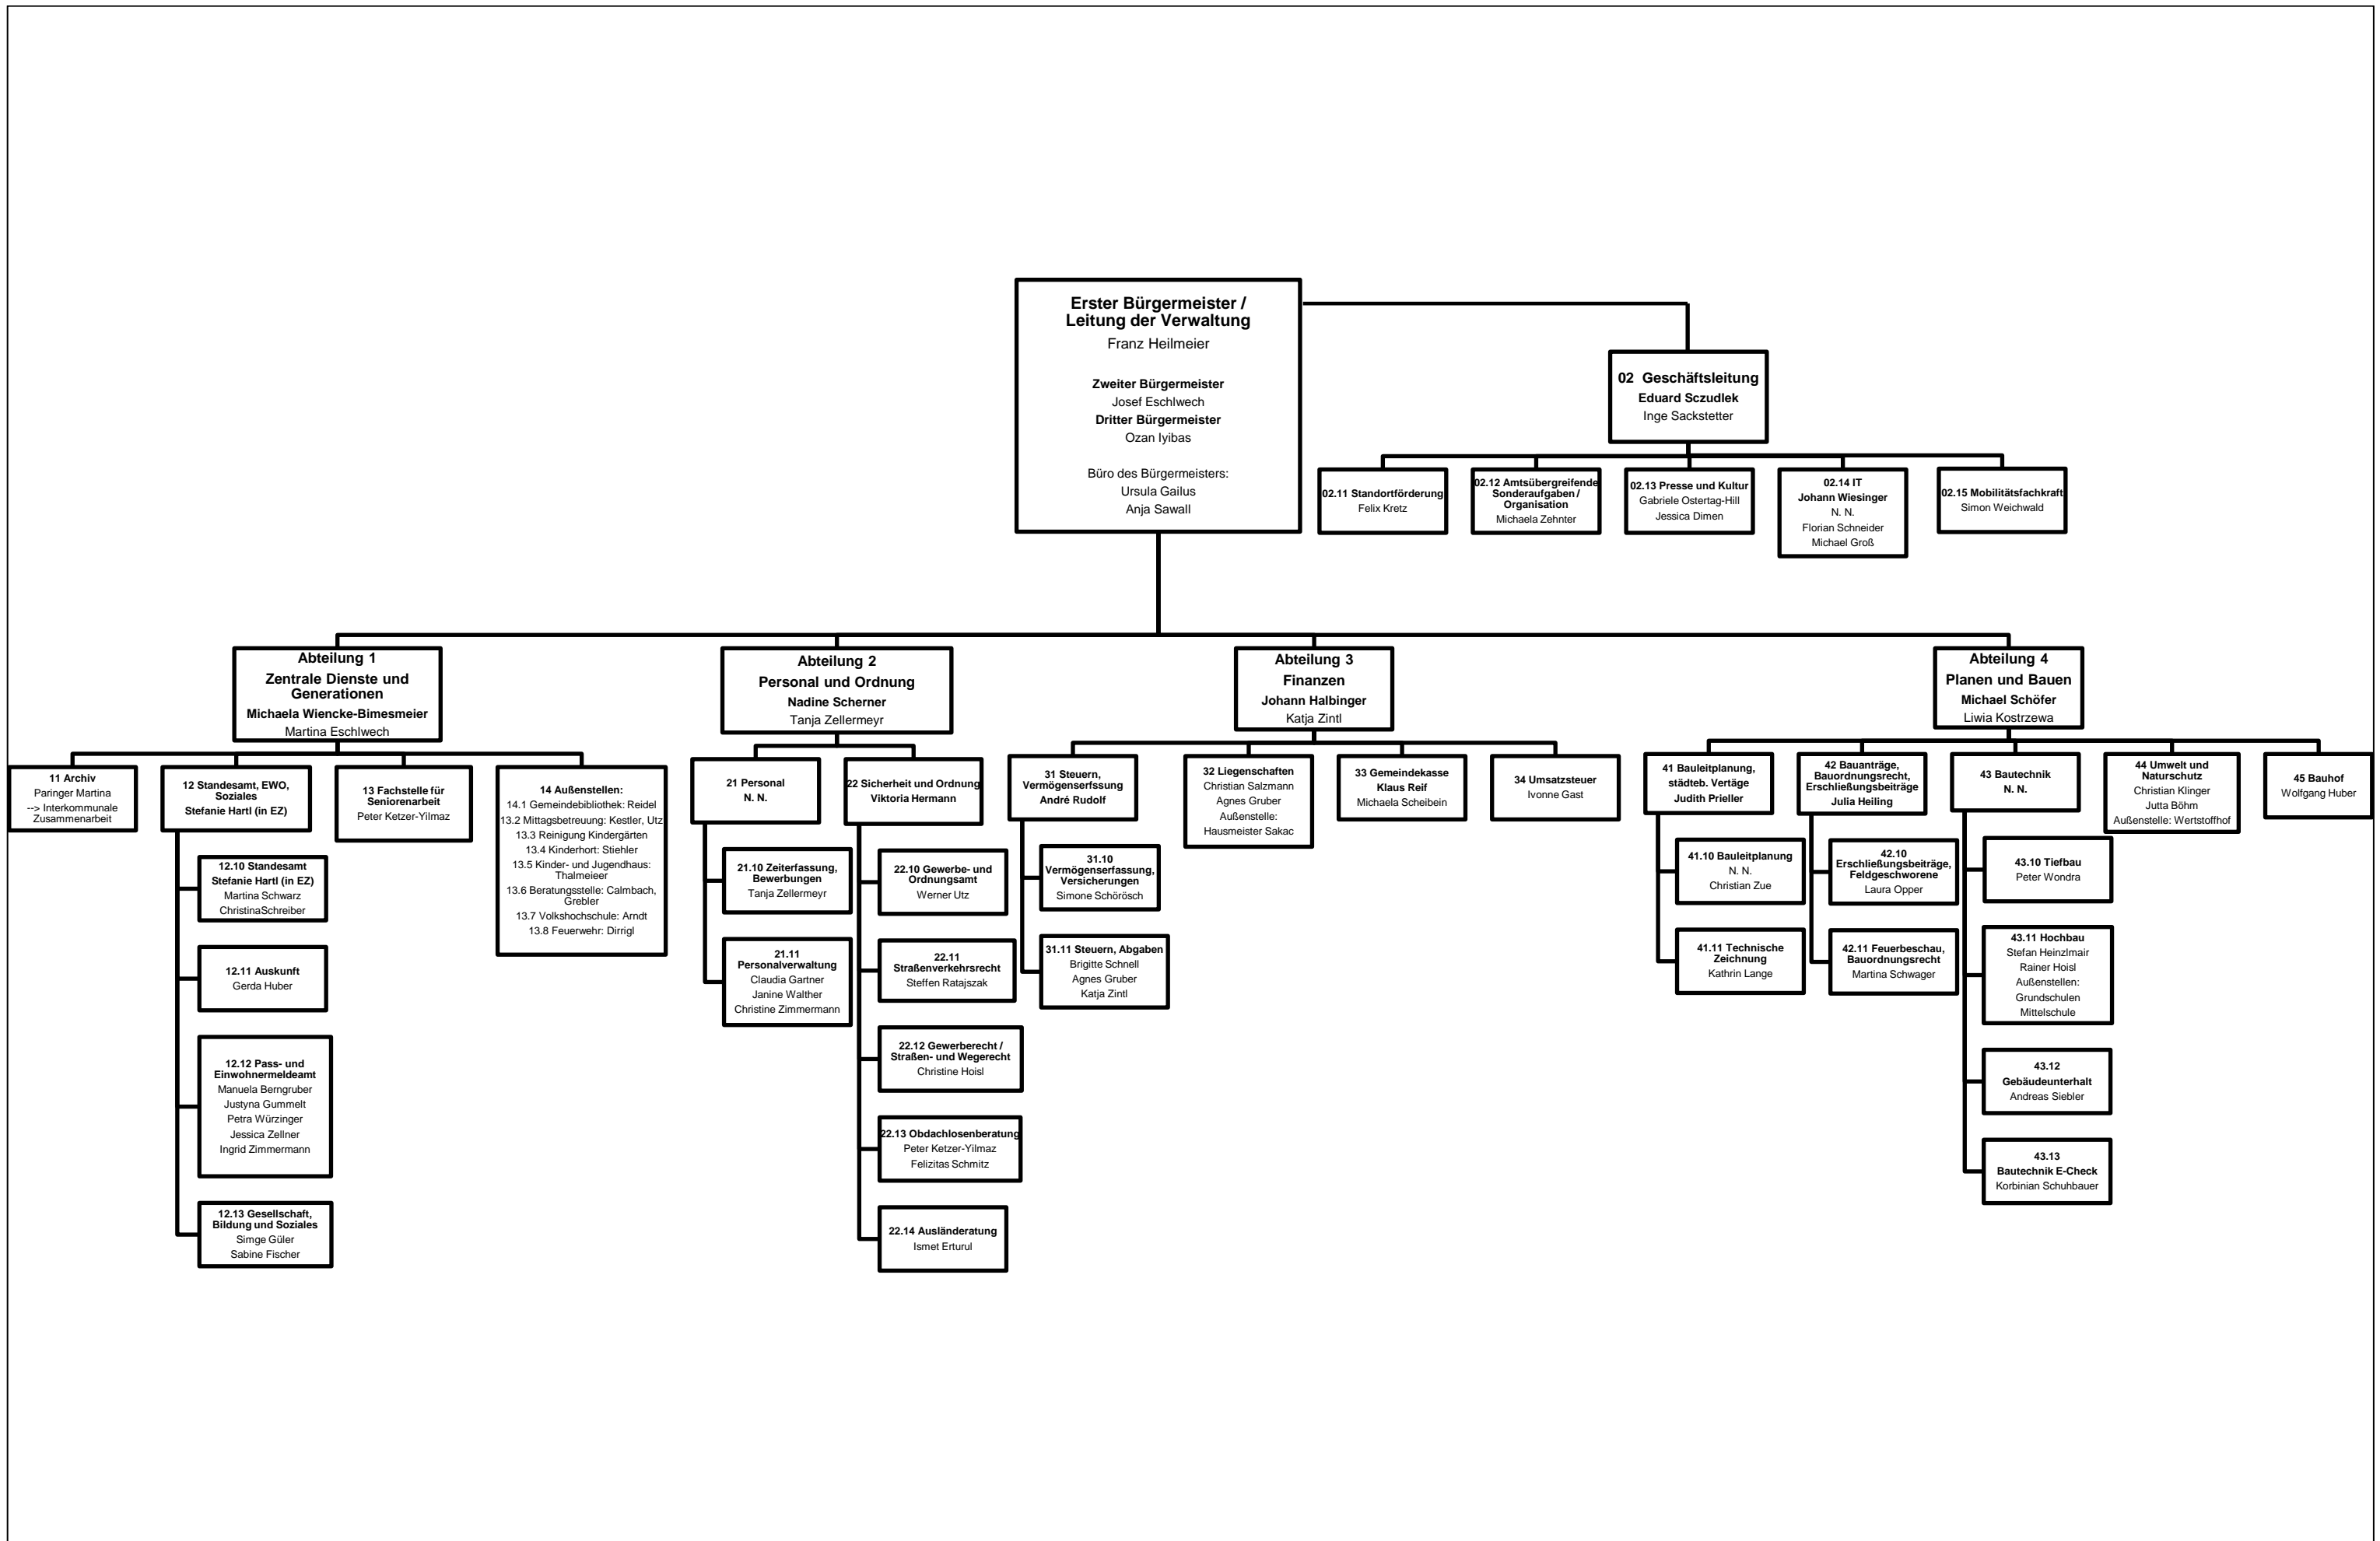 Erster Bürgermeister /
Leitung der Verwaltung
Franz Heilmeier
Zweiter Bürgermeister
Josef Eschlwech
Dritter Bürgermeister
Ozan Iyibas
Büro des Bürgermeisters:
Ursula Gailus
Anja Sawall
02 Geschäftsleitung
Eduard Sczudlek
Inge Sackstetter
02.11 Standortförderung
Felix Kretz
02.12 Amtsübergreifende
Sonderaufgaben /
Organisation
Michaela Zehnter
02.13 Presse und Kultur
Gabriele Ostertag-Hill
Jessica Dimen
02.14 IT
Johann Wiesinger
N. N.
Florian Schneider
Michael Groß
02.15 Mobilitätsfachkraft
Simon Weichwald
Abteilung 1
Zentrale Dienste und
Generationen
Michaela Wiencke-Bimesmeier
Martina Eschlwech
Abteilung 2
Personal und Ordnung
Nadine Scherner
Tanja Zellermeyr
Abteilung 3
Finanzen
Johann Halbinger
Katja Zintl
Abteilung 4
Planen und Bauen
Michael Schöfer
Liwia Kostrzewa
11 Archiv
Paringer Martina
--> Interkommunale
Zusammenarbeit
12 Standesamt, EWO,
Soziales
Stefanie Hartl (in EZ)
13 Fachstelle für
Seniorenarbeit
Peter Ketzer-Yilmaz
14 Außenstellen:
14.1 Gemeindebibliothek: Reidel
13.2 Mittagsbetreuung: Kestler, Utz
13.3 Reinigung Kindergärten
13.4 Kinderhort: Stiehler
13.5 Kinder- und Jugendhaus:
Thalmeieer
13.6 Beratungsstelle: Calmbach,
Grebler
13.7 Volkshochschule: Arndt
13.8 Feuerwehr: Dirrigl
12.10 Standesamt
Stefanie Hartl (in EZ)
Martina Schwarz
ChristinaSchreiber
12.11 Auskunft
Gerda Huber
12.12 Pass- und
Einwohnermeldeamt
Manuela Berngruber
Justyna Gummelt
Petra Würzinger
Jessica Zellner
Ingrid Zimmermann
12.13 Gesellschaft,
Bildung und Soziales
Simge Güler
Sabine Fischer
21 Personal
N. N.
21.10 Zeiterfassung,
Bewerbungen
Tanja Zellermeyr
21.11
Personalverwaltung
Claudia Gartner
Janine Walther
Christine Zimmermann
22 Sicherheit und Ordnung
Viktoria Hermann
22.10 Gewerbe- und
Ordnungsamt
Werner Utz
22.11
Straßenverkehrsrecht
Steffen Ratajszak
22.12 Gewerberecht /
Straßen- und Wegerecht
Christine Hoisl
22.13 Obdachlosenberatung
Peter Ketzer-Yilmaz
Felizitas Schmitz
22.14 Ausländeratung
Ismet Erturul
31 Steuern,
Vermögenserfssung
André Rudolf
31.10
Vermögenserfassung,
Versicherungen
Simone Schörösch
31.11 Steuern, Abgaben
Brigitte Schnell
Agnes Gruber
Katja Zintl
32 Liegenschaften
Christian Salzmann
Agnes Gruber
Außenstelle:
Hausmeister Sakac
33 Gemeindekasse
Klaus Reif
Michaela Scheibein
34 Umsatzsteuer
Ivonne Gast
41 Bauleitplanung,
städteb. Vertäge
Judith Prieller
41.10 Bauleitplanung
N. N.
Christian Zue
41.11 Technische
Zeichnung
Kathrin Lange
42 Bauanträge,
Bauordnungsrecht,
Erschließungsbeiträge
Julia Heiling
42.10
Erschließungsbeiträge,
Feldgeschworene
Laura Opper
42.11 Feuerbeschau,
Bauordnungsrecht
Martina Schwager
43 Bautechnik
N. N.
43.10 Tiefbau
Peter Wondra
43.11 Hochbau
Stefan Heinzlmair
Rainer Hoisl
Außenstellen:
Grundschulen
Mittelschule
43.12
Gebäudeunterhalt
Andreas Siebler
43.13
Bautechnik E-Check
Korbinian Schuhbauer
44 Umwelt und
Naturschutz
Christian Klinger
Jutta Böhm
Außenstelle: Wertstoffhof
45 Bauhof
Wolfgang Huber